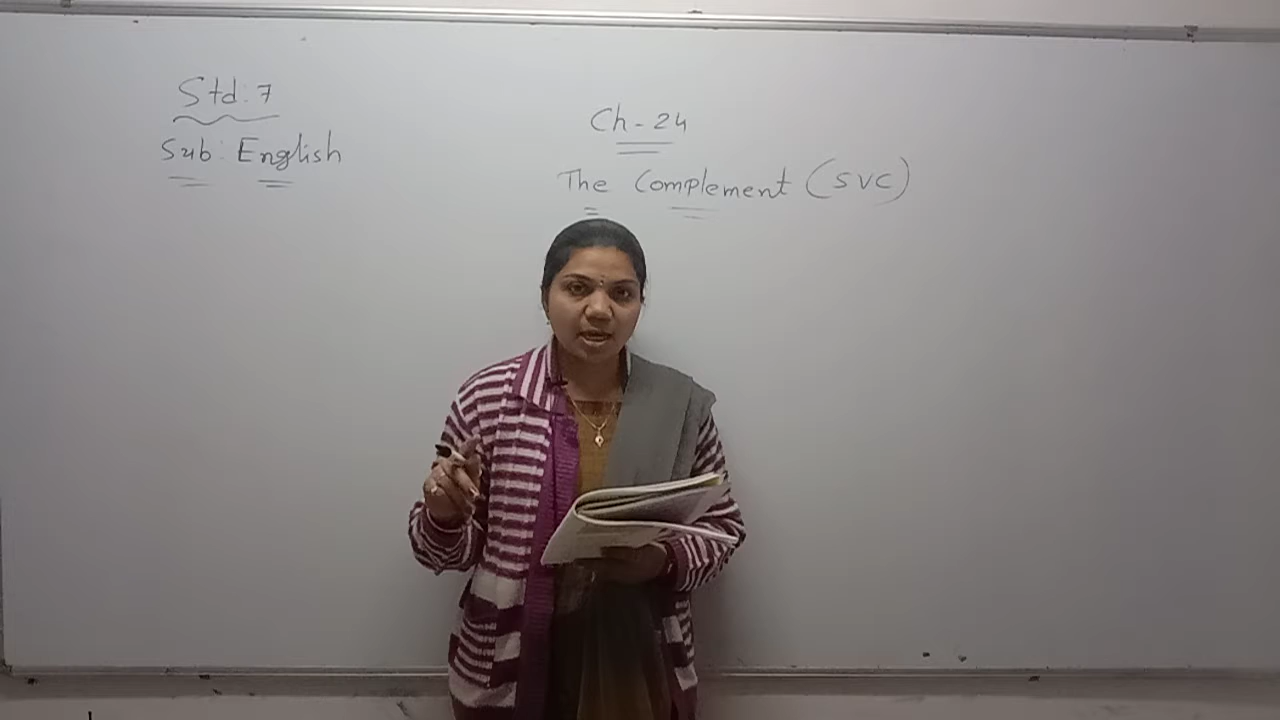 Std: 7
Sub: English
Ch - 24
The Complement (SVC)